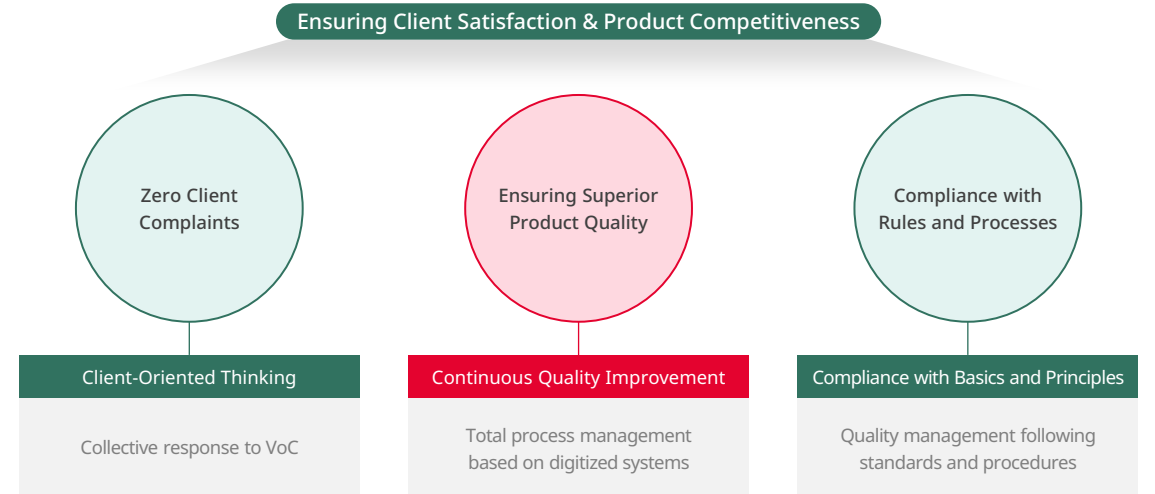 Ensuring Client Satisfaction & Product Competitiveness
Zero Client
Complaints
Ensuring Superior
Product Quality
Compliance with
Rules and Processes
Client-Oriented Thinking
Collective response to VoC
Continuous Quality Improvement
Total process management
based on digitized systems
Compliance with Basics and Principles
Quality management following
standards and procedures